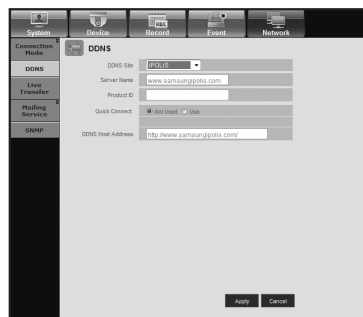 System Device Record Event Network
REC
Connection Mode
DDNS
Live Transfer
Mailing Service
SNMP
DDNS
DDNS Site iPOLIS
Server Name www.samsungipolis.com
Product ID
Quick Connect Not Used Use
DDNS Host Address http://www.samsungipolis.com/
Apply Cancel